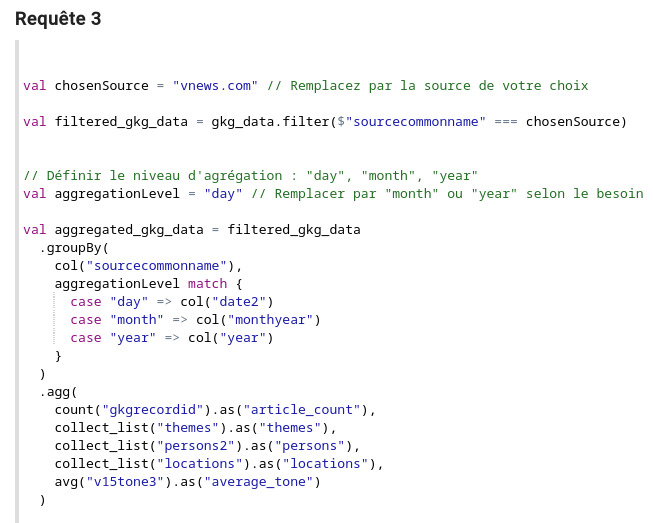 Requête 3
val chosenSource = "vnews.com" // Remplacez par la source de votre choix
val filtered_gkg_data = gkg_data.filter($"sourcecommonname" === chosenSource)
// Définir le niveau d'agrégation : "day", "month", "year"
val aggregationLevel = "day" // Remplacer par "month" ou "year" selon le besoin
val aggregated_gkg_data = filtered_gkg_data
  .groupBy(
    col("sourcecommonname"),
    aggregationLevel match {
      case "day" => col("date2")
      case "month" => col("monthyear")
      case "year" => col("year")
    }
  )
  .agg(
    count("gkgrecordid").as("article_count"),
    collect_list("themes").as("themes"),
    collect_list("persons2").as("persons"),
    collect_list("locations").as("locations"),
    avg("v15tone3").as("average_tone")
  )